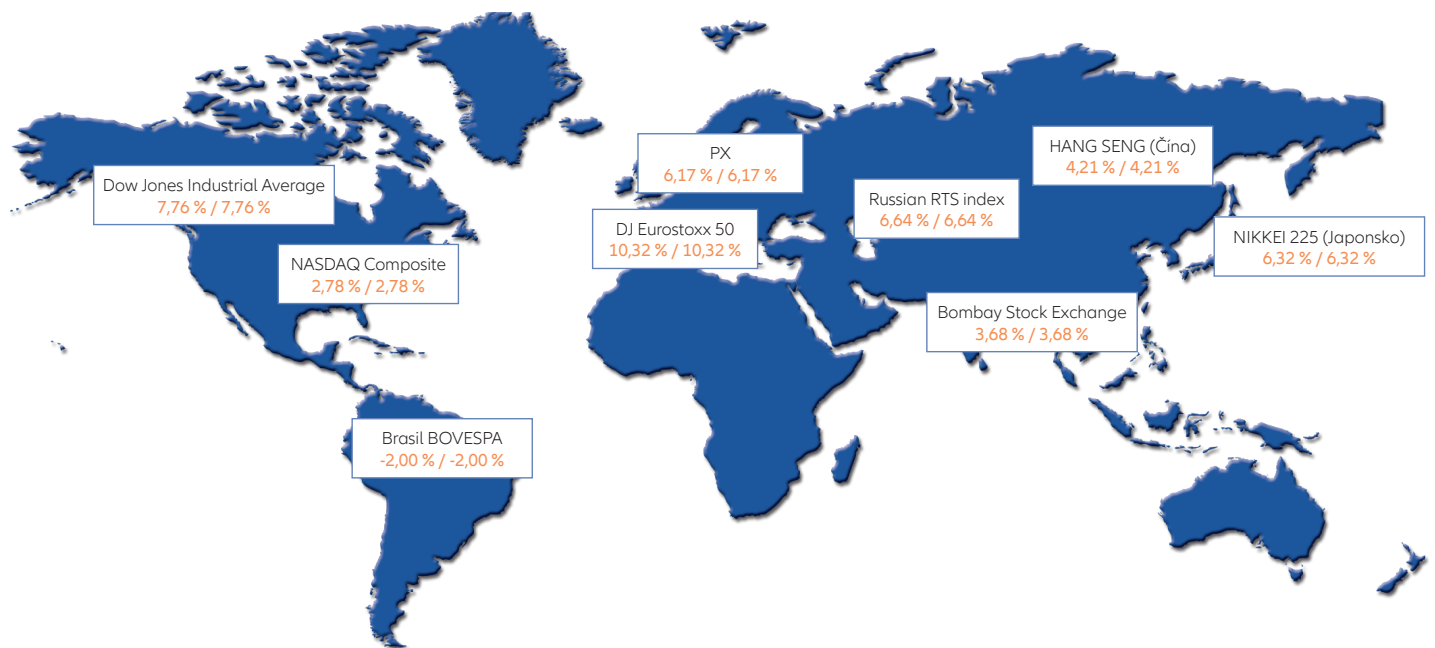 PX
6,17 % / 6,17 %
HANG SENG (Čína)
4,21 % / 4,21 %
Dow Jones Industrial Average
7,76 % / 7,76 %
Russian RTS index
6,64 % / 6,64 %
DJ Eurostoxx 50
10,32 % / 10,32 %
NIKKEI 225 (Japonsko)
6,32 % / 6,32 %
NASDAQ Composite
2,78 % / 2,78 %
Bombay Stock Exchange
3,68 % / 3,68 %
Brasil BOVESPA
-2,00 % / -2,00 %